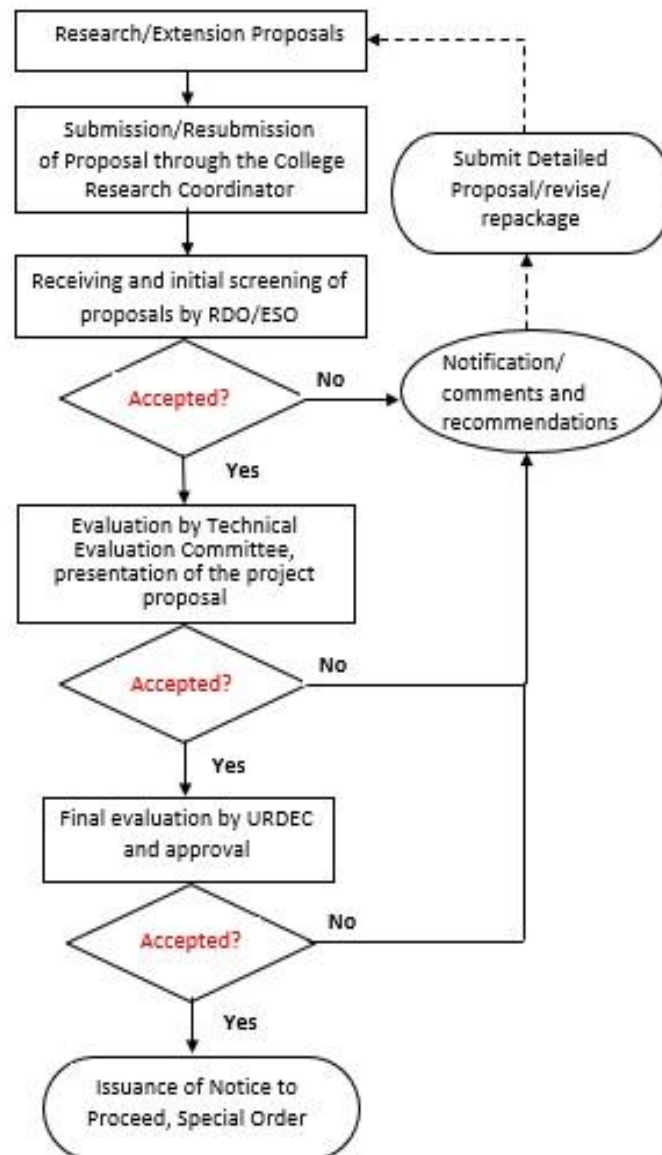 Research/Extension Proposals
Submission/Resubmission
of Proposal through the College
Research Coordinator
Submit Detailed
Proposal/revise/
repackage
Receiving and initial screening of
proposals by RDO/ESO
Notification/
comments and
recommendations
Accepted?
No
Yes
Evaluation by Technical
Evaluation Committee,
presentation of the project
proposal
Accepted?
No
Yes
Final evaluation by URDEC
and approval
Accepted?
No
Yes
Issuance of Notice to
Proceed, Special Order